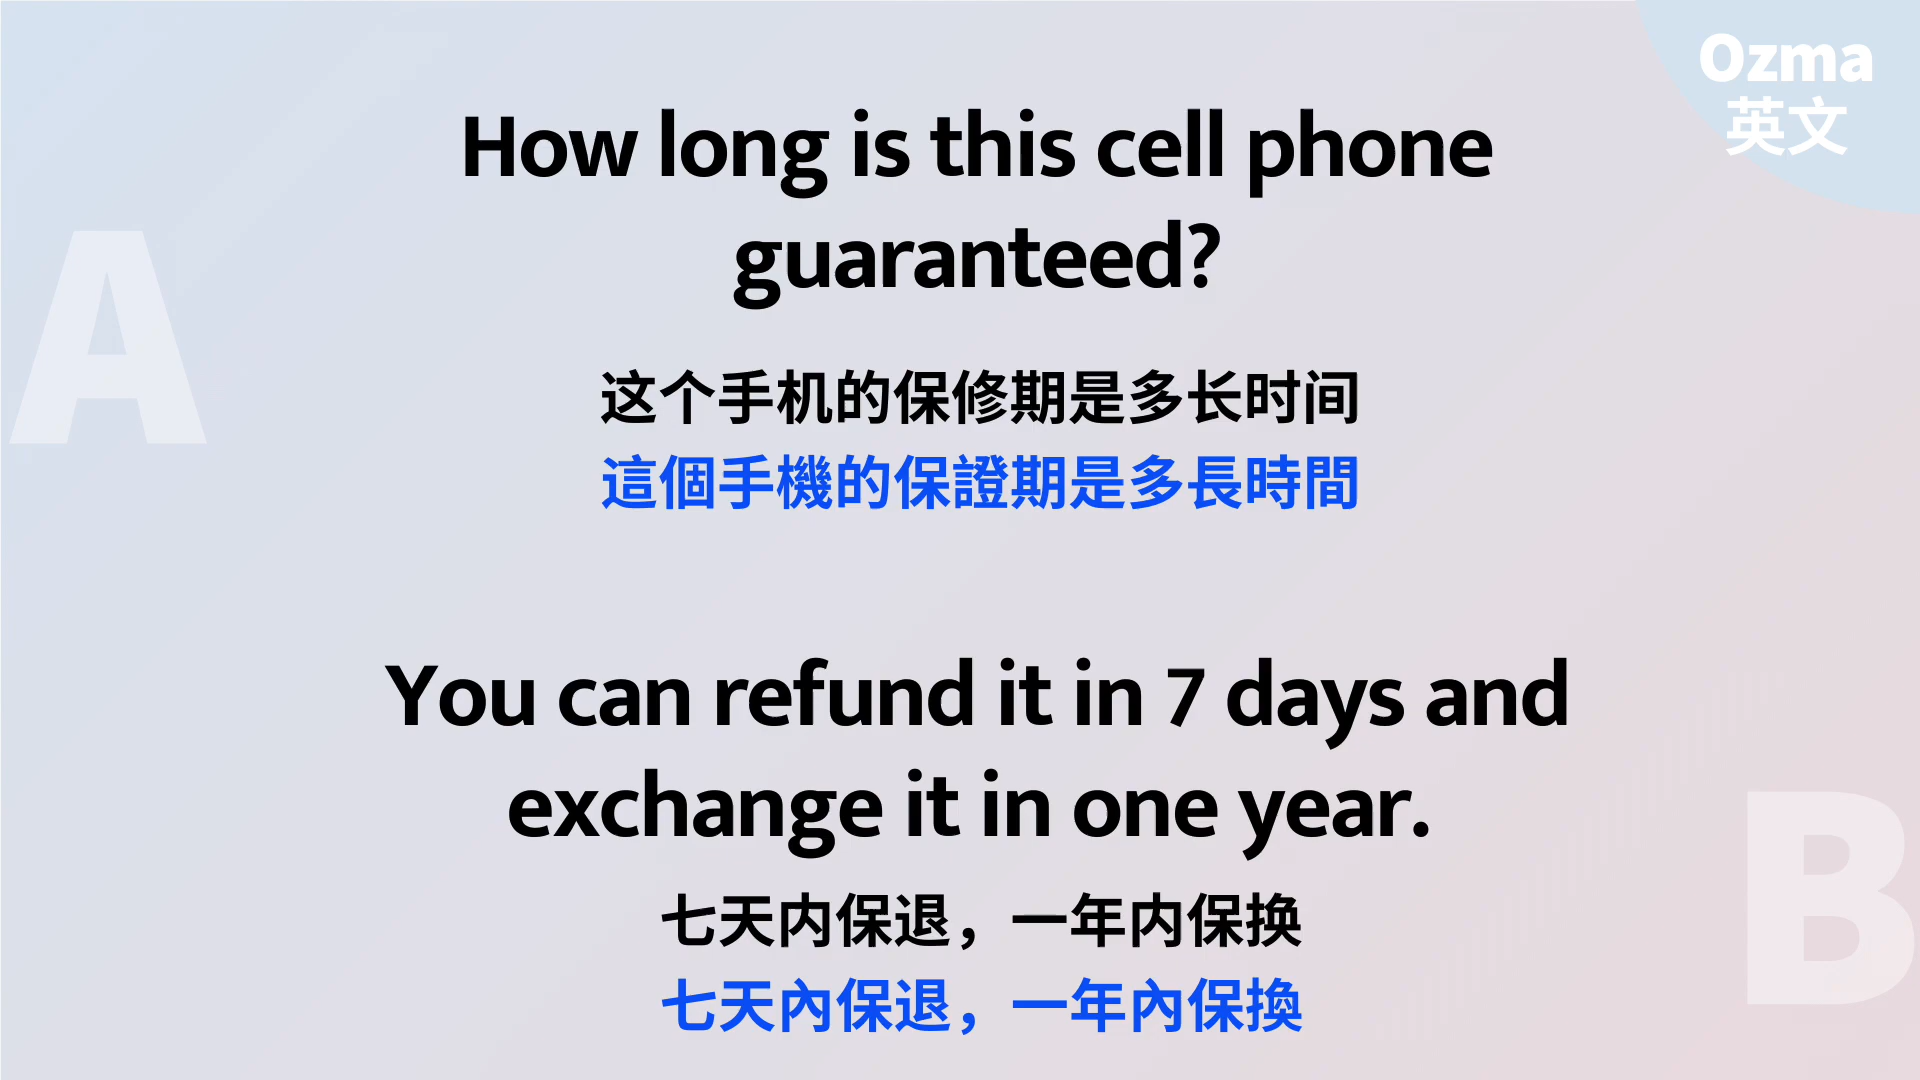 Ozma
英文
A
How long is this cell phone
guaranteed?
这个手机的保修期是多长时间
這個手機的保證期是多長時間
You can refund it in 7 days and
exchange it in one year.
B
七天内保退，一年内保换
七天內保退，一年內保換